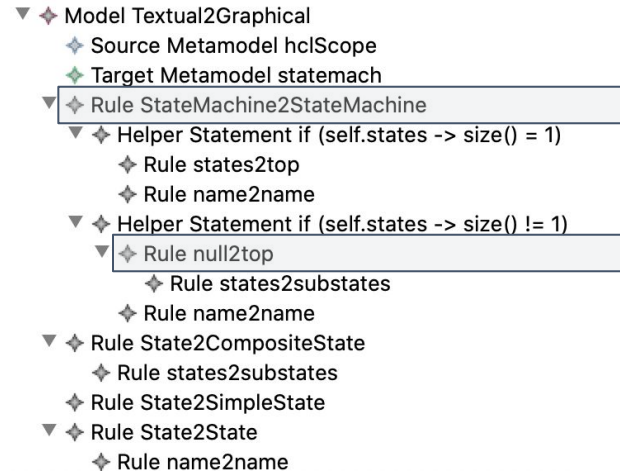 Model Textual2Graphical
Source Metamodel hclScope
Target Metamodel statemach
Rule StateMachine2StateMachine
Helper Statement if (self.states -> size() = 1)
Rule states2top
Rule name2name
Helper Statement if (self.states -> size() != 1)
Rule null2top
Rule states2substates
Rule name2name
Rule State2CompositeState
Rule states2substates
Rule State2SimpleState
Rule State2State
Rule name2name